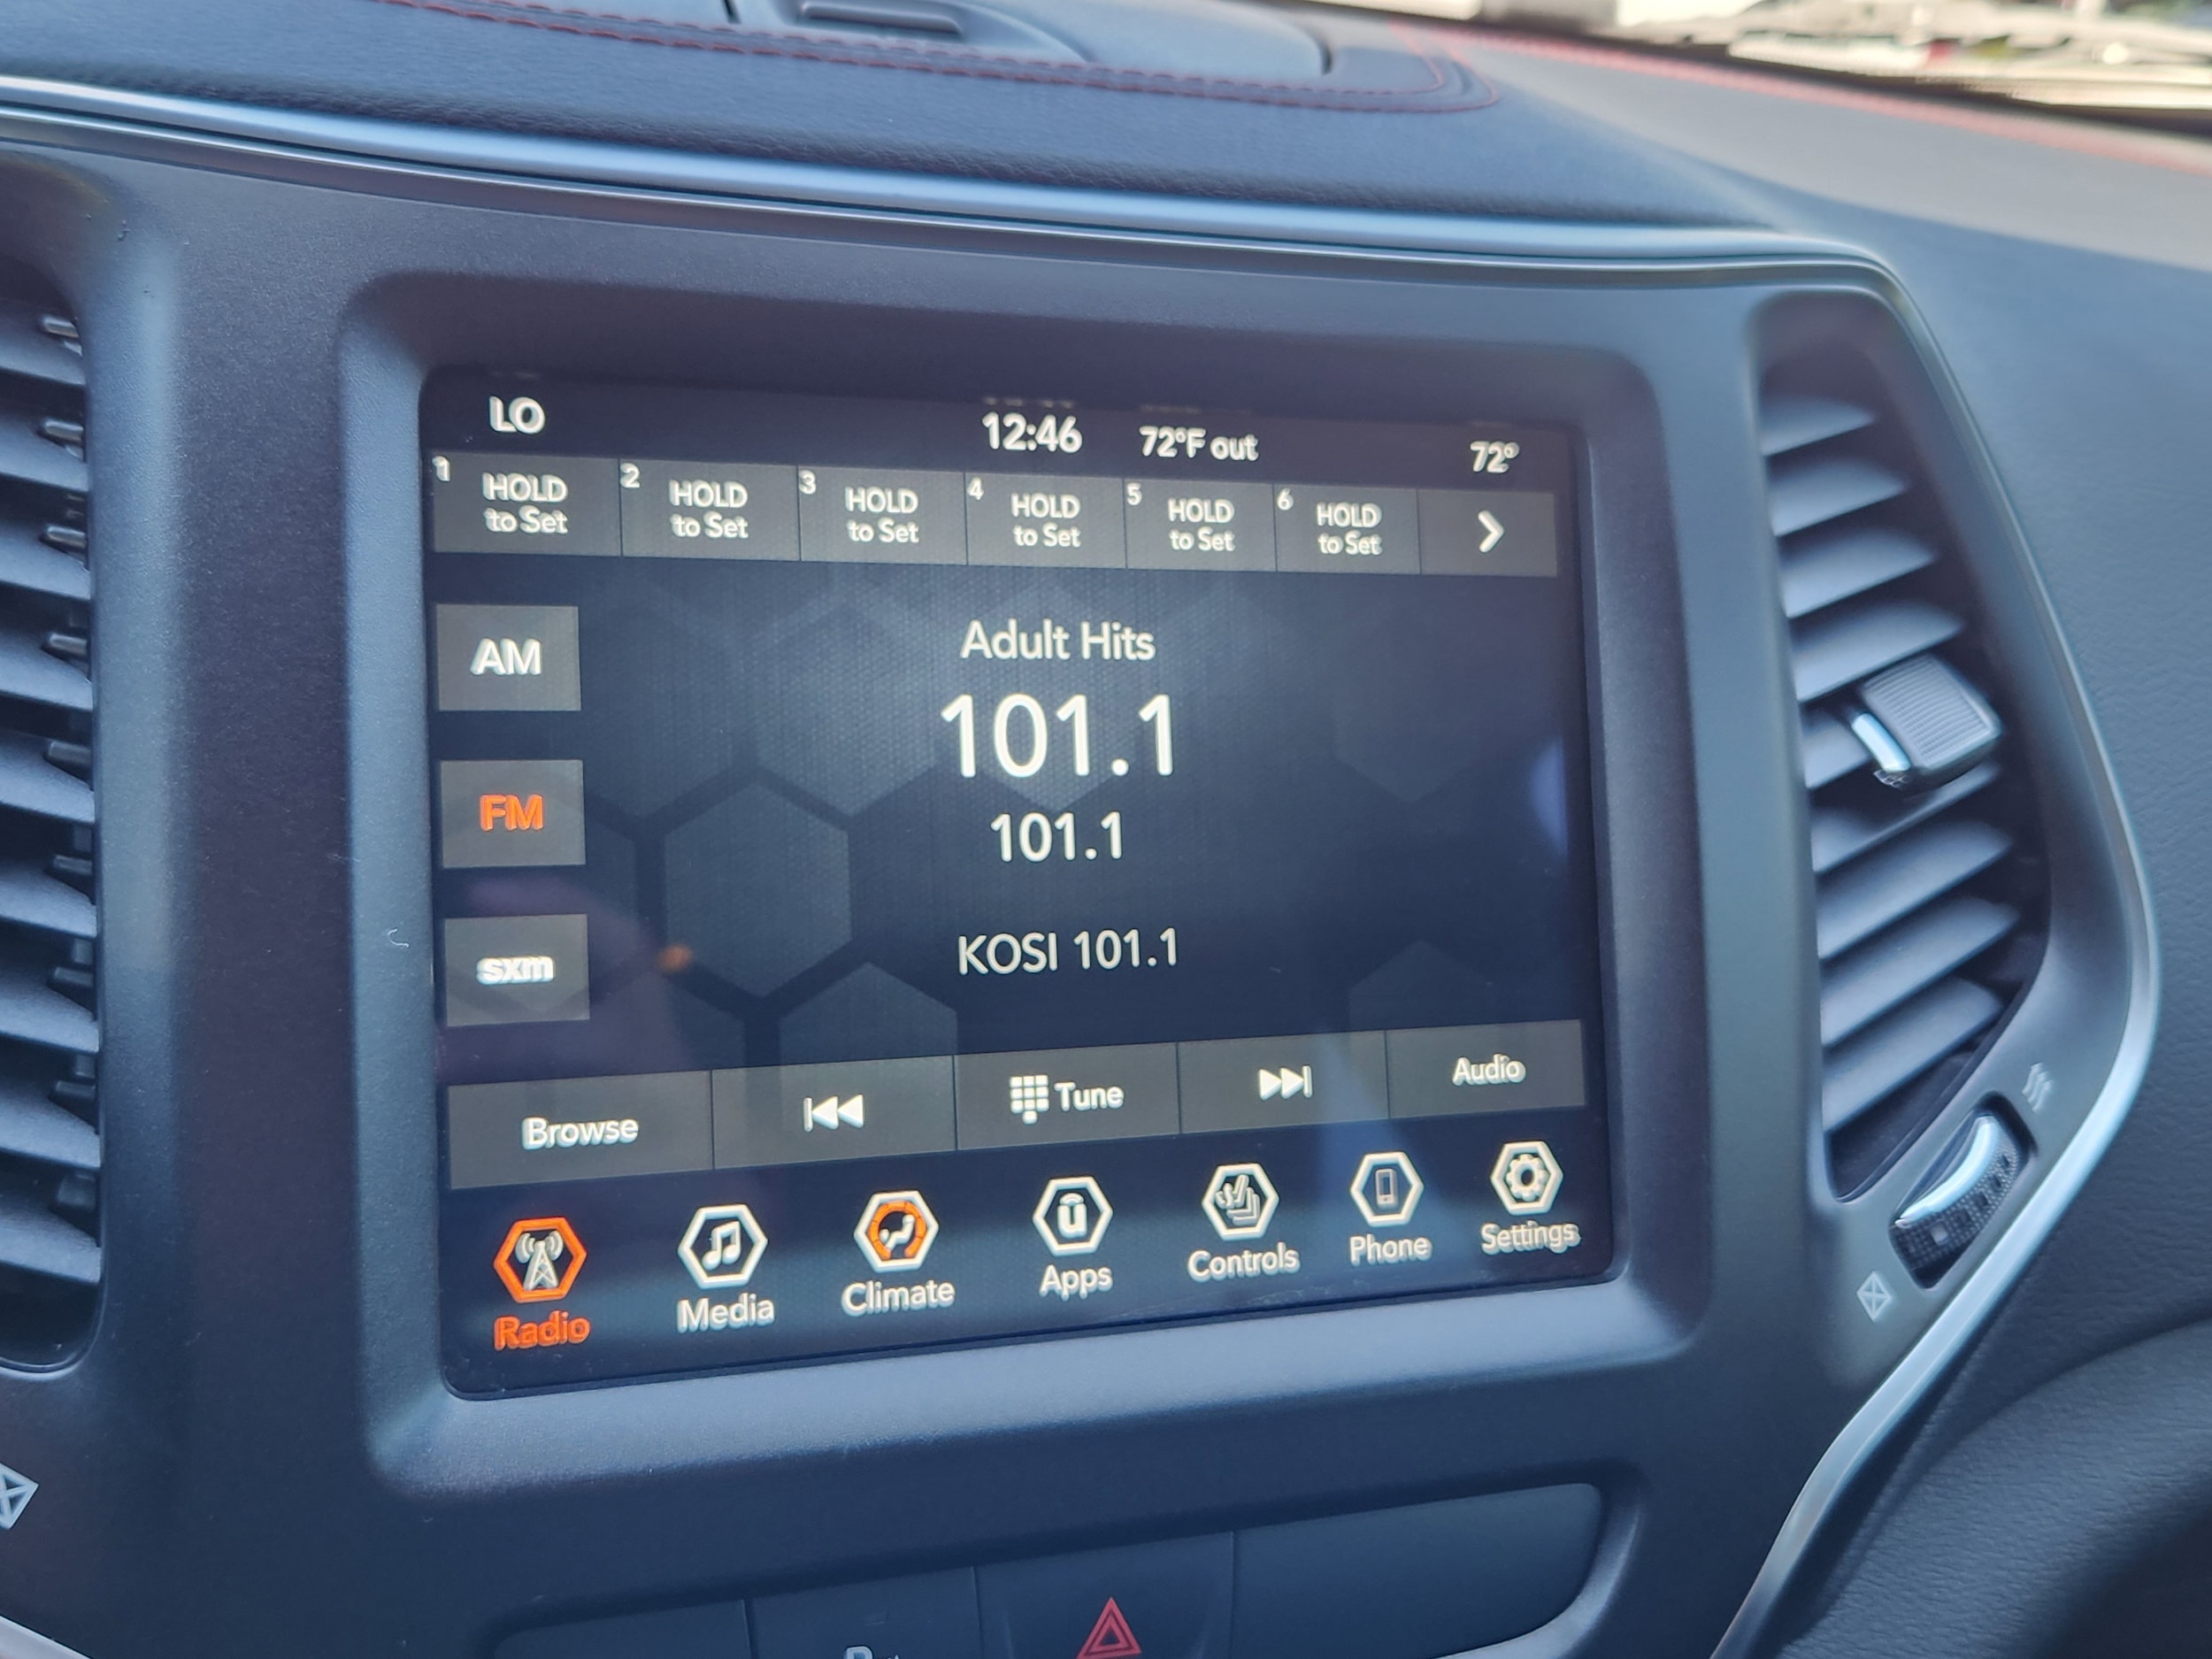 LO
12:46
72°F out
72°
1 HOLD
to Set
2 HOLD
to Set
3 HOLD
to Set
4 HOLD
to Set
5 HOLD
to Set
6 HOLD
to Set
AM
Adult Hits
101.1
FM
101.1
sxm
KOSI 101.1
Browse
Tune
Audio
Radio
Media
Climate
u
Apps
Controls
Phone
Settings